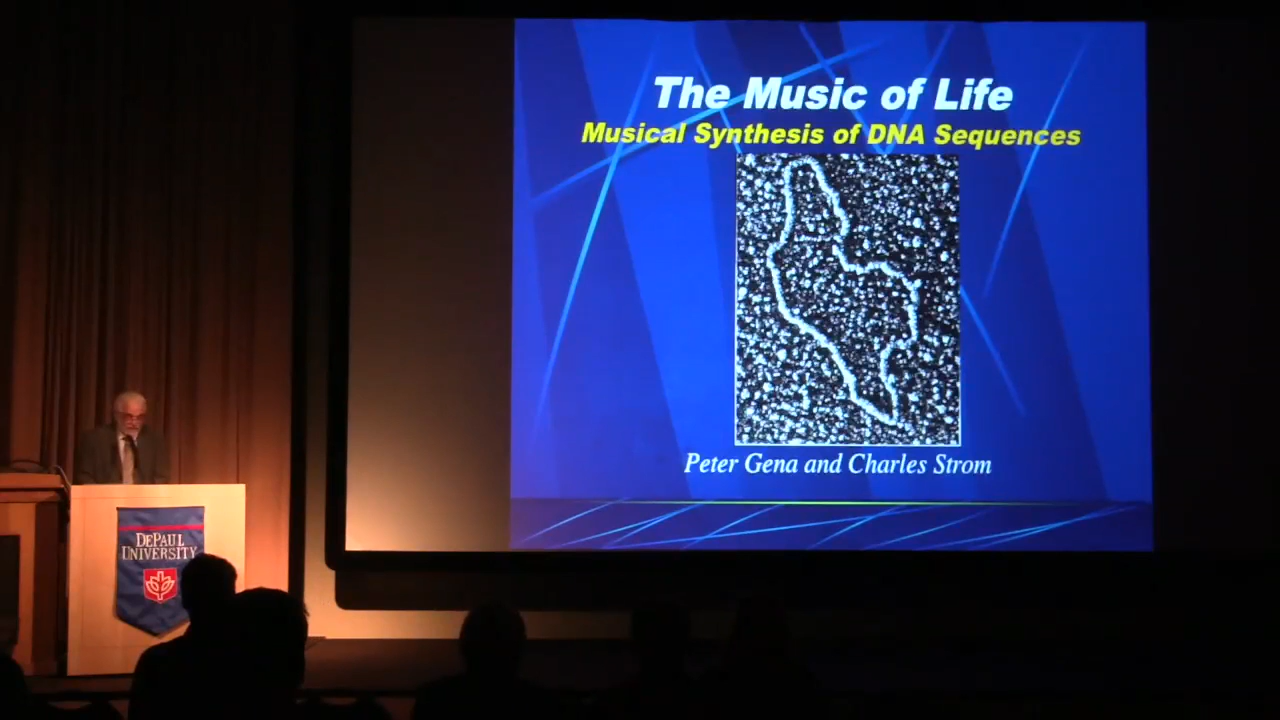 The Music of Life
Musical Synthesis of DNA Sequences
Peter Gena and Charles Strom
DEPAUL
UNIVERSITY